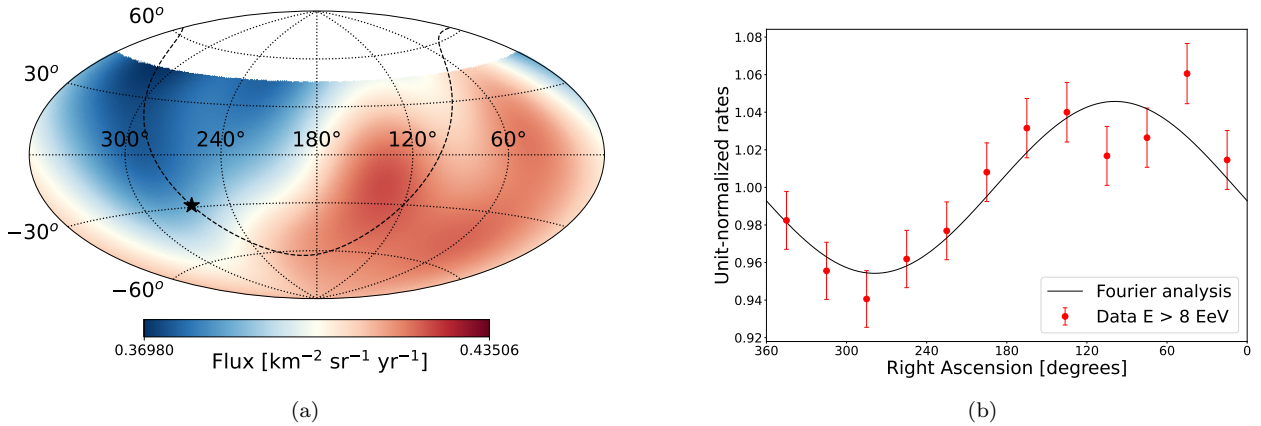 60°
30°
300° 240° 180° 120° 60°
−30°
−60°
0.36980 0.43506
Flux [km−2 sr−1 yr−1]
(a)
Unit-normalized rates
1.08
1.06
1.04
1.02
1.00
0.98
0.96
0.94
0.92
Fourier analysis
Data E > 8 EeV
360 300 240 180 120 60 0
Right Ascension [degrees]
(b)